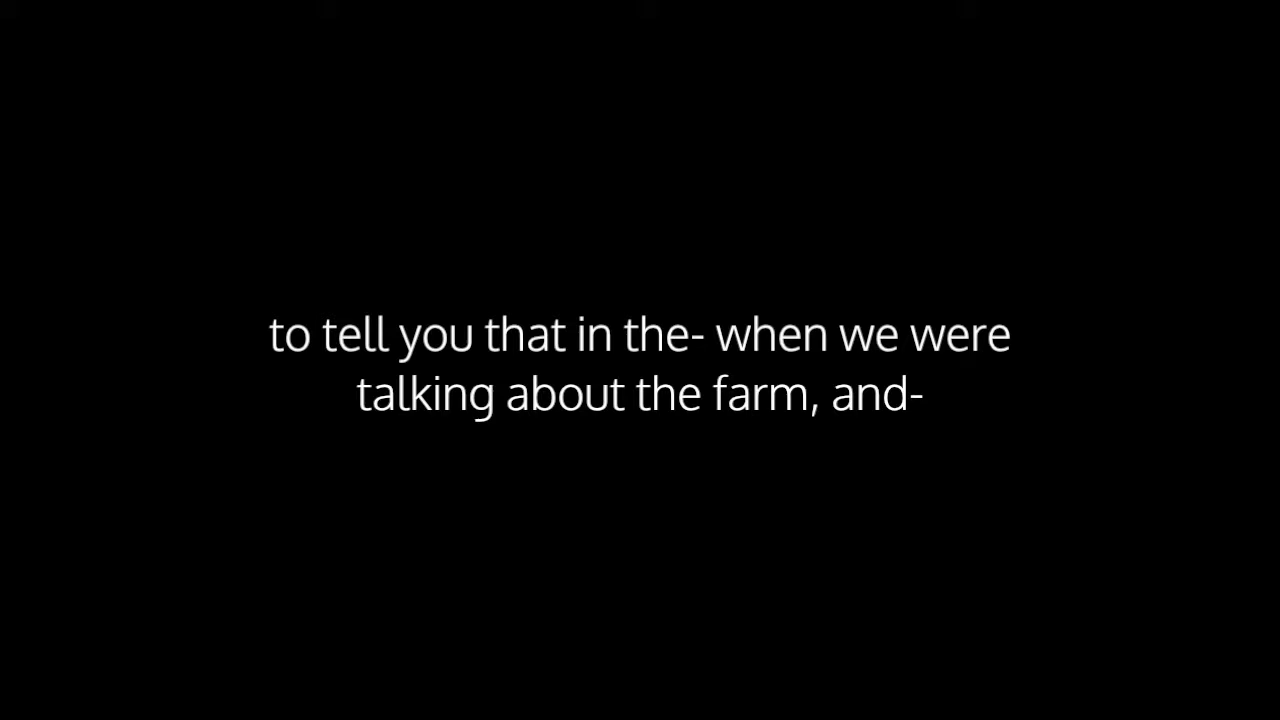 to tell you that in the- when we were
talking about the farm, and-